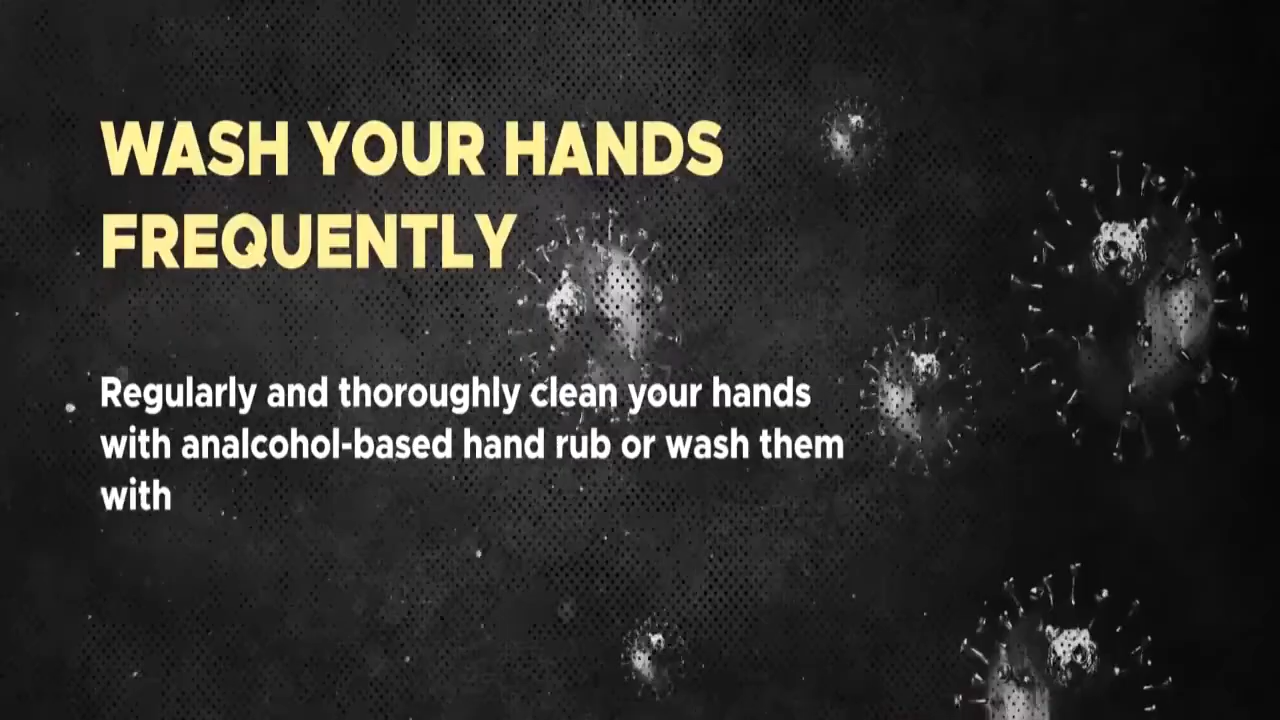 WASH YOUR HANDS
FREQUENTLY
Regularly and thoroughly clean your hands
with analcohol-based hand rub or wash them
with